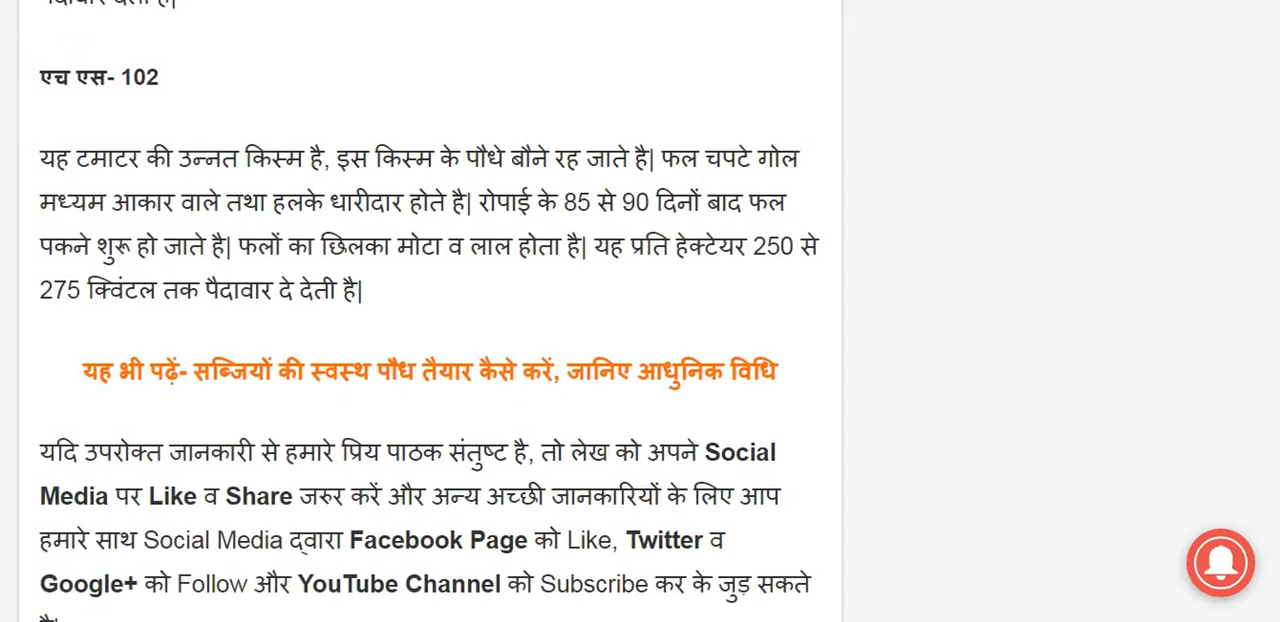 एच एस- 102
यह टमाटर की उन्नत किस्म है, इस किस्म के पौधे बौने रह जाते है| फल चपटे गोल
मध्यम आकार वाले तथा हलके धारीदार होते है| रोपाई के 85 से 90 दिनों बाद फल
पकने शुरू हो जाते है| फलों का छिलका मोटा व लाल होता है| यह प्रति हेक्टेयर 250 से
275 क्विंटल तक पैदावार दे देती है|
यह भी पढ़ें- सब्जियों की स्वस्थ पौध तैयार कैसे करें, जानिए आधुनिक विधि
यदि उपरोक्त जानकारी से हमारे प्रिय पाठक संतुष्ट है, तो लेख को अपने Social
Media पर Like व Share जरुर करें और अन्य अच्छी जानकारियों के लिए आप
हमारे साथ Social Media द्वारा Facebook Page को Like, Twitter व
Google+ को Follow और YouTube Channel को Subscribe कर के जुड़ सकते